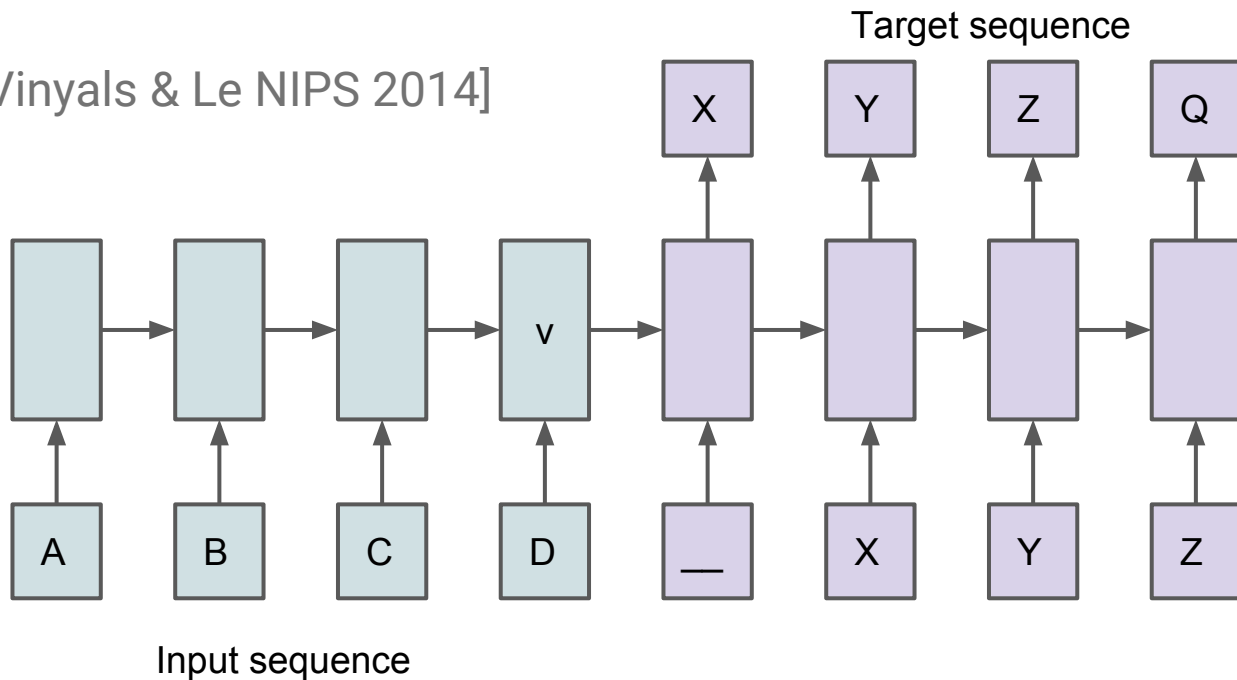 Target sequence
Vinyals & Le NIPS 2014]
X Y Z Q
v
A B C D __ X Y Z
Input sequence